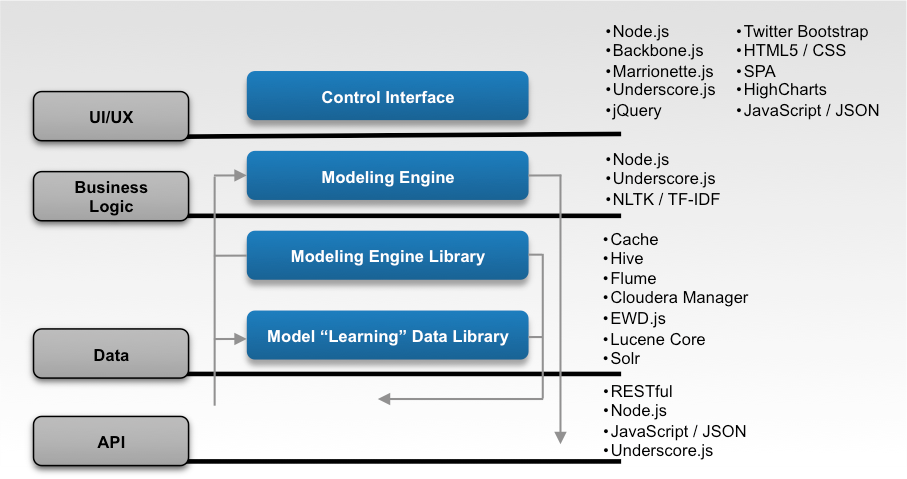 •Node.js
•Backbone.js
•Marrionette.js
•Underscore.js
•jQuery
•Twitter Bootstrap
•HTML5 / CSS
•SPA
•HighCharts
•JavaScript / JSON
UI/UX
Control Interface
Business
Logic
Modeling Engine
•Node.js
•Underscore.js
•NLTK / TF-IDF
Modeling Engine Library
Model “Learning” Data Library
Data
•Cache
•Hive
•Flume
•Cloudera Manager
•EWD.js
•Lucene Core
•Solr
API
•RESTful
•Node.js
•JavaScript / JSON
•Underscore.js